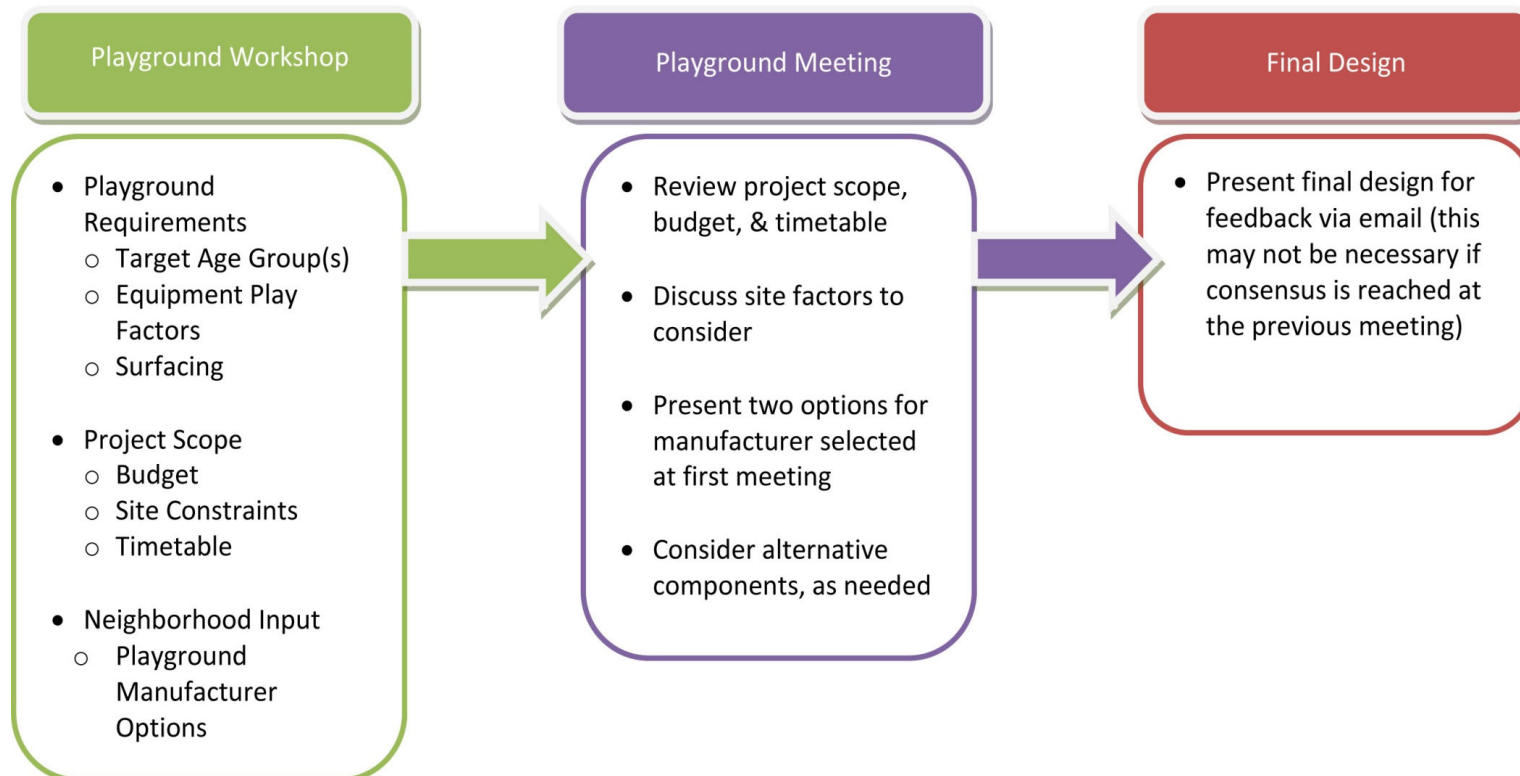 Playground Workshop
• Playground
Requirements
o Target Age Group(s)
o Equipment Play
Factors
o Surfacing
• Project Scope
o Budget
o Site Constraints
o Timetable
• Neighborhood Input
o Playground
Manufacturer
Options
Playground Meeting
• Review project scope,
budget, & timetable
• Discuss site factors to
consider
• Present two options for
manufacturer selected
at first meeting
• Consider alternative
components, as needed
Final Design
• Present final design for
feedback via email (this
may not be necessary if
consensus is reached at
the previous meeting)